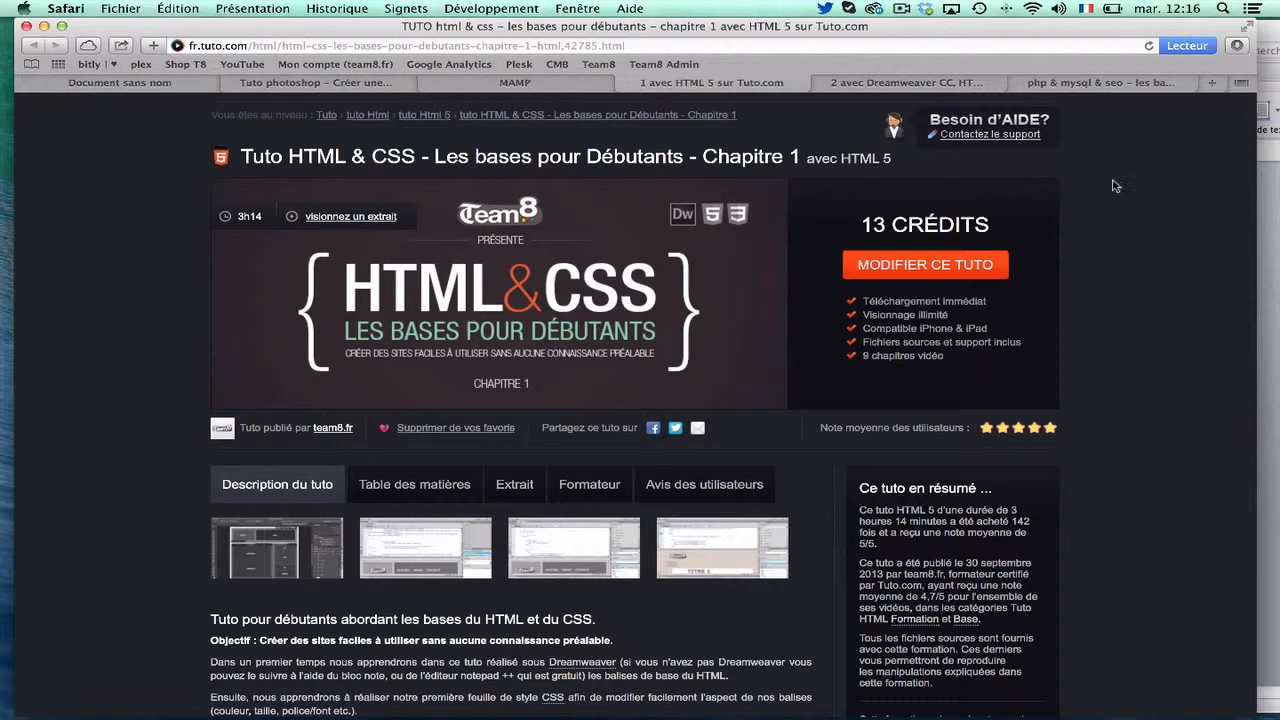 Safari Fichier Édition Présentation Historique Signets Développement Fenêtre Aide mar. 12:16
TUTO html & css – les bases pour débutants – chapitre 1 avec HTML 5 sur Tuto.com
fr.tuto.com/html/html-css-les-bases-pour-debutants-chapitre-1-html,42785.html Lecteur
bitly ♥ plex Shop T8 YouTube Mon compte (team8.fr) Google Analytics Plesk CMB Team8 Team8 Admin
Document sans nom Tuto photoshop – Créer une... MAMP 1 avec HTML 5 sur Tuto.com 2 avec Dreamweaver CC, HT... php & mysql & seo – les ba... +
Vous êtes au niveau : Tuto › tuto Html › tuto Html 5 › tuto HTML & CSS - Les bases pour Débutants - Chapitre 1
Besoin d'AIDE?
Contactez le support
Tuto HTML & CSS - Les bases pour Débutants - Chapitre 1 avec HTML 5
3h14 visionnez un extrait
Team8
Dw 5 3
PRÉSENTE
{ HTML&CSS }
LES BASES POUR DÉBUTANTS
CRÉER DES SITES FACILES À UTILISER SANS AUCUNE CONNAISSANCE PRÉALABLE
CHAPITRE 1
13 CRÉDITS
MODIFIER CE TUTO
Téléchargement immédiat
Visionnage illimité
Compatible iPhone & iPad
Fichiers sources et support inclus
9 chapitres vidéo
Tuto publié par team8.fr Supprimer de vos favoris Partagez ce tuto sur Note moyenne des utilisateurs :
Description du tuto Table des matières Extrait Formateur Avis des utilisateurs
TITRE 1
Tuto pour débutants abordant les bases du HTML et du CSS.
Objectif : Créer des sites faciles à utiliser sans aucune connaissance préalable.
Dans un premier temps nous apprendrons dans ce tuto réalisé sous Dreamweaver (si vous n'avez pas Dreamweaver vous
pouvez le suivre à l'aide du bloc note, ou de l'éditeur notepad ++ qui est gratuit) les balises de base du HTML.
Ensuite, nous apprendrons à réaliser notre première feuille de style CSS afin de modifier facilement l'aspect de nos balises
(couleur, taille, police/font etc.).
Ce tuto en résumé ...
Ce tuto HTML 5 d'une durée de 3
heures 14 minutes a été acheté 142
fois et a reçu une note moyenne de
5/5.
Ce tuto a été publié le 30 septembre
2013 par team8.fr, formateur certifié
par Tuto.com, ayant reçu une note
moyenne de 4,7/5 pour l'ensemble de
ses vidéos, dans les catégories Tuto
HTML Formation et Base.
Tous les fichiers sources sont fournis
avec cette formation. Ces derniers
vous permettront de reproduire
les manipulations expliquées dans
cette formation.